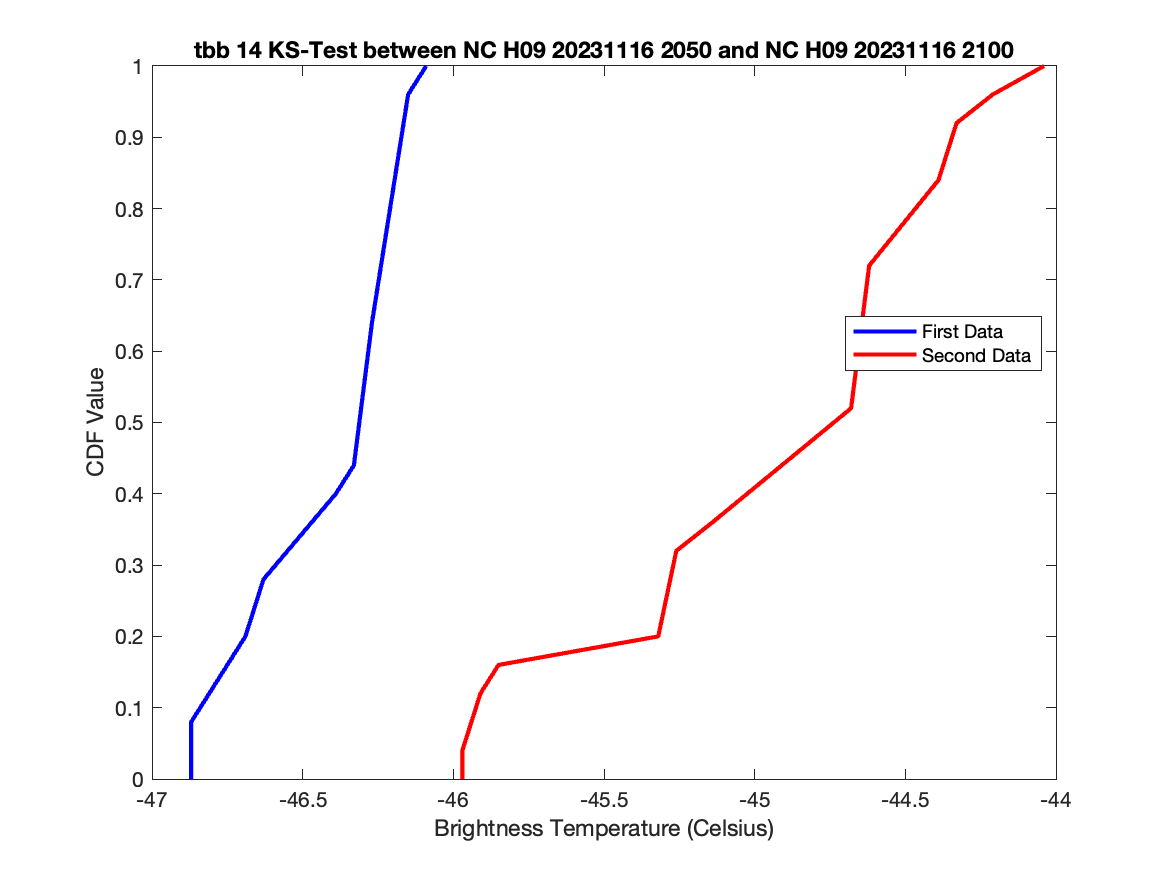 tbb 14 KS-Test between NC H09 20231116 2050 and NC H09 20231116 2100
1
0.9
0.8
0.7
0.6
0.5
0.4
0.3
0.2
0.1
0
CDF Value
First Data
Second Data
-47 -46.5 -46 -45.5 -45 -44.5 -44
Brightness Temperature (Celsius)